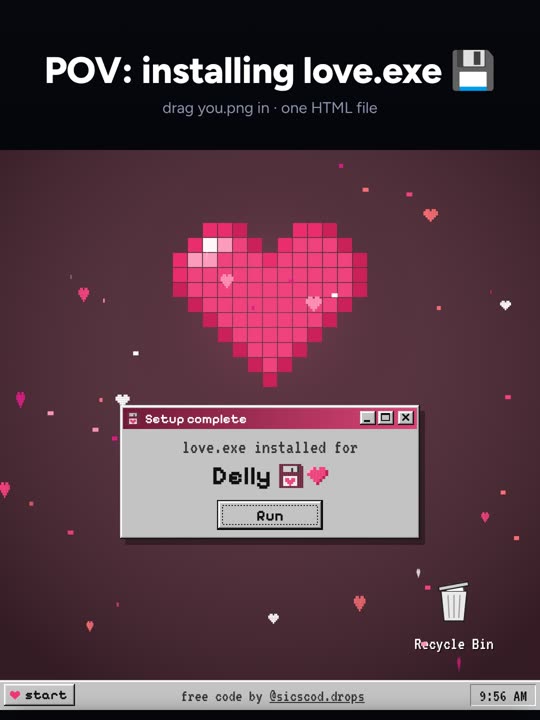 POV: installing love.exe 💾
drag you.png in · one HTML file
Setup complete
love.exe installed for
Delly
Run
Recycle Bin
start
free code by @sicscod.drops
9:56 AM